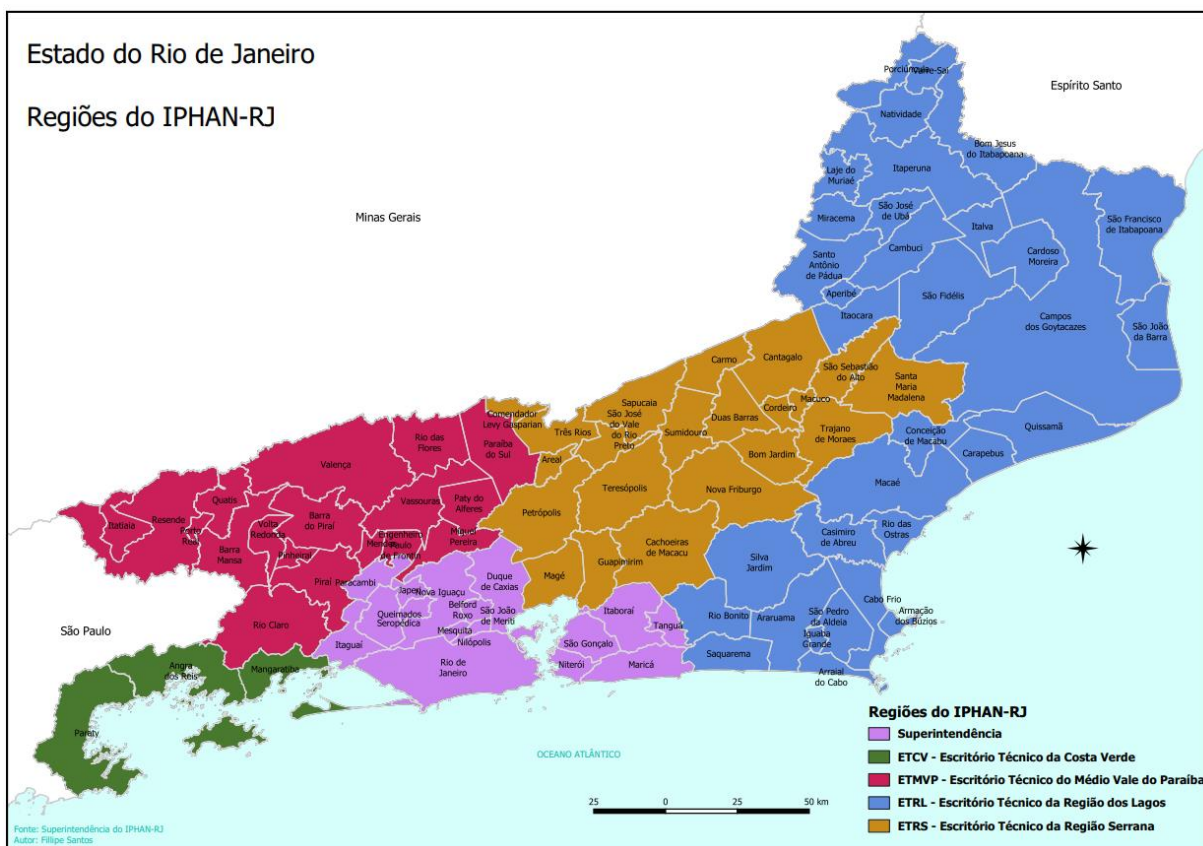 Estado do Rio de Janeiro
Regiões do IPHAN-RJ
Espírito Santo
Minas Gerais
São Paulo
OCEANO ATLÂNTICO
Porciúncula
Varre-Sai
Natividade
Bom Jesus
do Itabapoana
Laje do
Muriaé
Itaperuna
São José
de Ubá
Miracema
Italva
São Francisco
de Itabapoana
Cambuci
Cardoso
Moreira
Santo
Antônio
de Pádua
Aperibé
São Fidélis
Itaocara
Campos
dos Goytacazes
São João
da Barra
Carmo
Cantagalo
São Sebastião
do Alto
Santa
Maria
Madalena
Comendador
Levy Gasparian
Sapucaia
São José
do Vale
do Rio
Preto
Três Rios
Duas Barras
Cordeiro
Macuco
Sumidouro
Trajano
de Moraes
Conceição
de Macabu
Quissamã
Carapebus
Rio das
Flores
Paraíba
do Sul
Areal
Bom Jardim
Valença
Teresópolis
Nova Friburgo
Macaé
Quatis
Vassouras
Paty do
Alferes
Petrópolis
Itatiaia
Resende
Porto
Real
Volta
Redonda
Barra
do Piraí
Engenheiro
Paulo
de Frontin
Mendes
Miguel
Pereira
Cachoeiras
de Macacu
Casimiro
de Abreu
Rio das
Ostras
Barra
Mansa
Pinheiral
Silva
Jardim
Guapimirim
Magé
Piraí
Paracambi
Japeri
Nova Iguaçu
Duque
de Caxias
Cabo Frio
Armação
dos Búzios
Rio Claro
Queimados
Seropédica
Belford
Roxo
São João
de Meriti
Itaboraí
Tanguá
Rio Bonito
Araruama
São Pedro
da Aldeia
Iguaba
Grande
Mesquita
Nilópolis
Itaguaí
São Gonçalo
Saquarema
Rio de
Janeiro
Niterói
Maricá
Arraial
do Cabo
Angra
dos Reis
Mangaratiba
Paraty
Regiões do IPHAN-RJ
Superintendência
ETCV - Escritório Técnico da Costa Verde
ETMVP - Escritório Técnico do Médio Vale do Paraíba
ETRL - Escritório Técnico da Região dos Lagos
ETRS - Escritório Técnico da Região Serrana
25 0 25 50 km
Fonte: Superintendência do IPHAN-RJ
Autor: Fillipe Santos